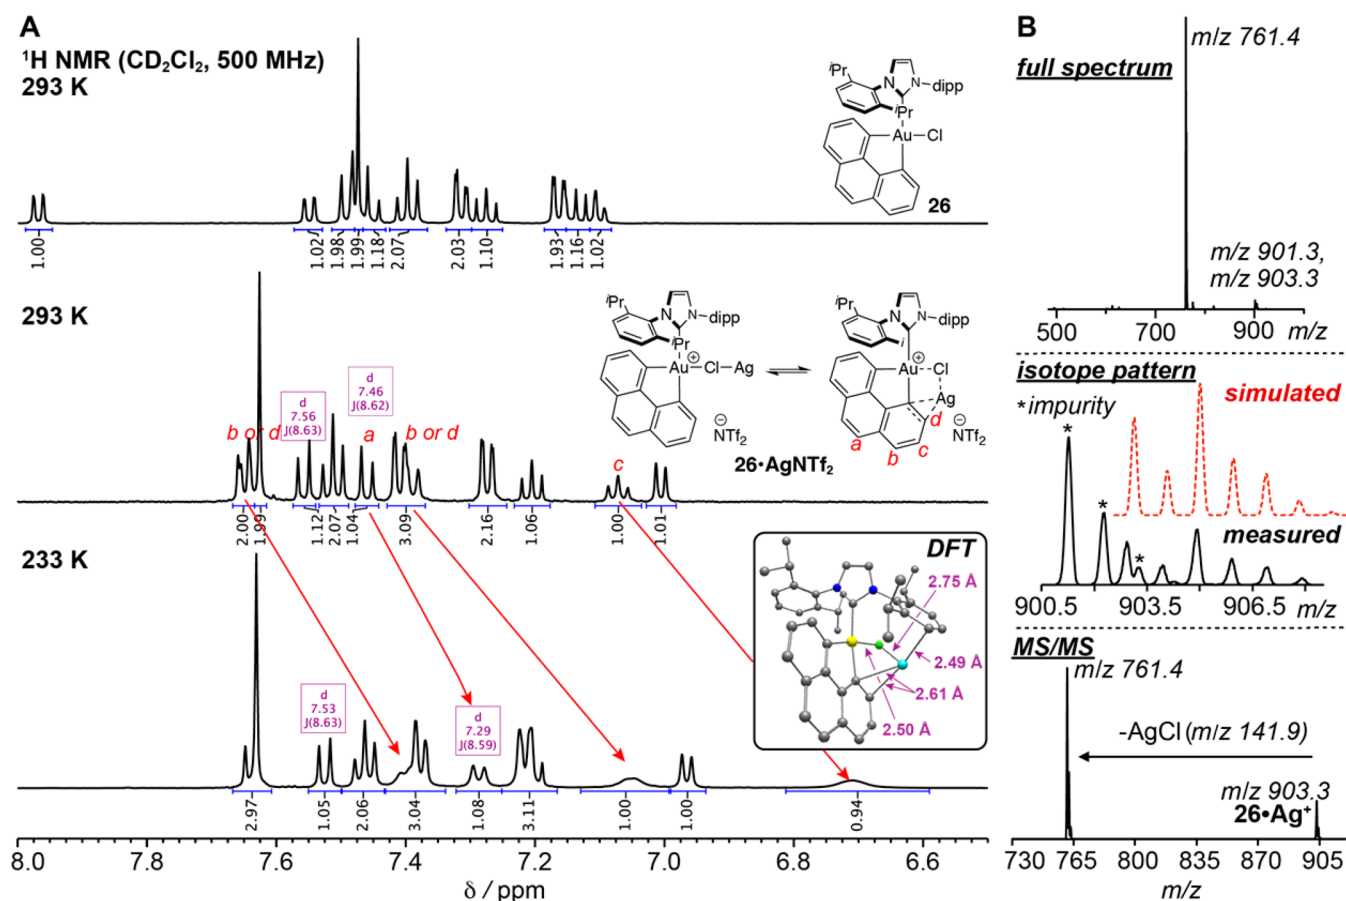 A
¹H NMR (CD₂Cl₂, 500 MHz)
293 K
ⁱPr
N
N
dipp
ⁱPr
Au
Cl
26
1.00
1.02
1.98
1.99
1.18
2.07
2.03
1.10
1.93
1.16
1.02
293 K
b or d
d
7.56
J(8.63)
d
7.46
J(8.62)
a
b or d
c
ⁱPr
N
N
dipp
ⁱPr
Au
⊕
Cl
Ag
⊖
NTf₂
ⁱPr
N
N
dipp
i
Au
⊕
Cl
Ag
d
c
b
a
⊖
NTf₂
26•AgNTf₂
2.00
1.99
1.12
2.07
1.04
3.09
2.16
1.06
1.00
1.01
233 K
d
7.53
J(8.63)
d
7.29
J(8.59)
DFT
2.75 Å
2.49 Å
2.61 Å
2.50 Å
2.97
1.05
2.06
3.04
1.08
3.11
1.00
1.00
0.94
8.0
7.8
7.6
7.4
7.2
7.0
6.8
6.6
δ / ppm
B
full spectrum
m/z 761.4
m/z 901.3,
m/z 903.3
500
700
900
m/z
isotope pattern
*impurity
simulated
*
*
*
measured
900.5
903.5
906.5
m/z
MS/MS
m/z 761.4
-AgCl (m/z 141.9)
m/z 903.3
26•Ag⁺
730
765
800
835
870
905
m/z